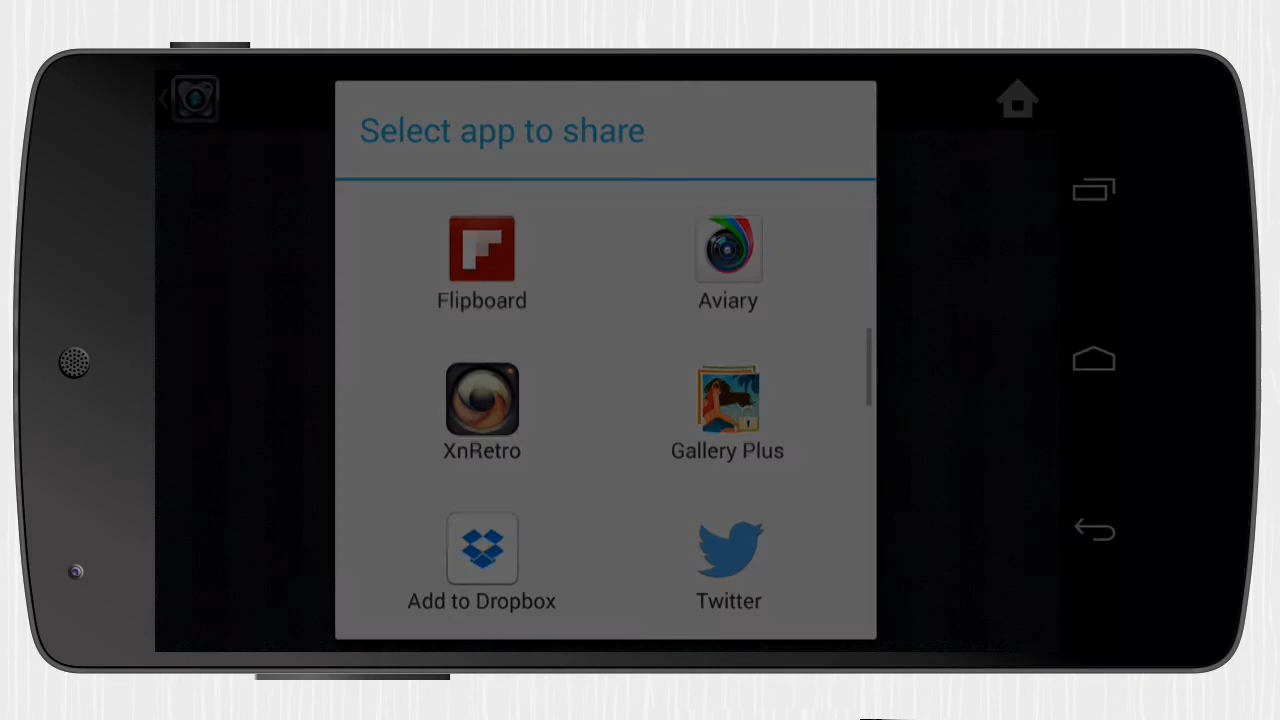 Select app to share
Flipboard
Aviary
XnRetro
Gallery Plus
Add to Dropbox
Twitter